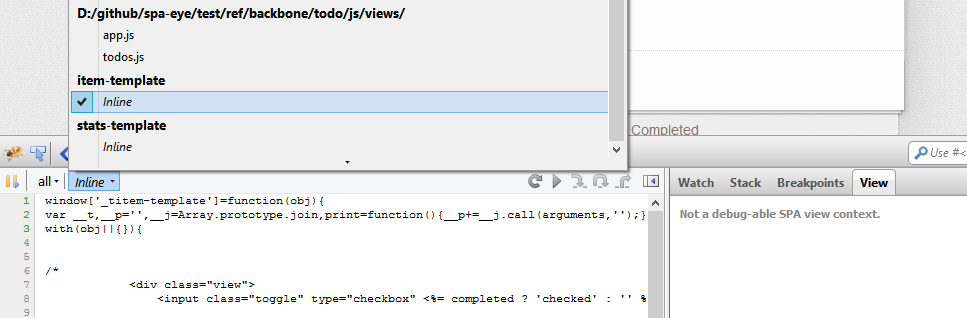 D:/github/spa-eye/test/ref/backbone/todo/js/views/
app.js
todos.js
item-template
Inline
stats-template
Inline
Completed
Use #<
all
Inline
Watch Stack Breakpoints View
Not a debug-able SPA view context.
1 window['_titem-template']=function(obj){
2 var __t,__p='',__j=Array.prototype.join,print=function(){__p+=__j.call(arguments,'');}
3 with(obj||{}){
4
5
6 /*
7 <div class="view">
8 <input class="toggle" type="checkbox" <%= completed ? 'checked' : '' %